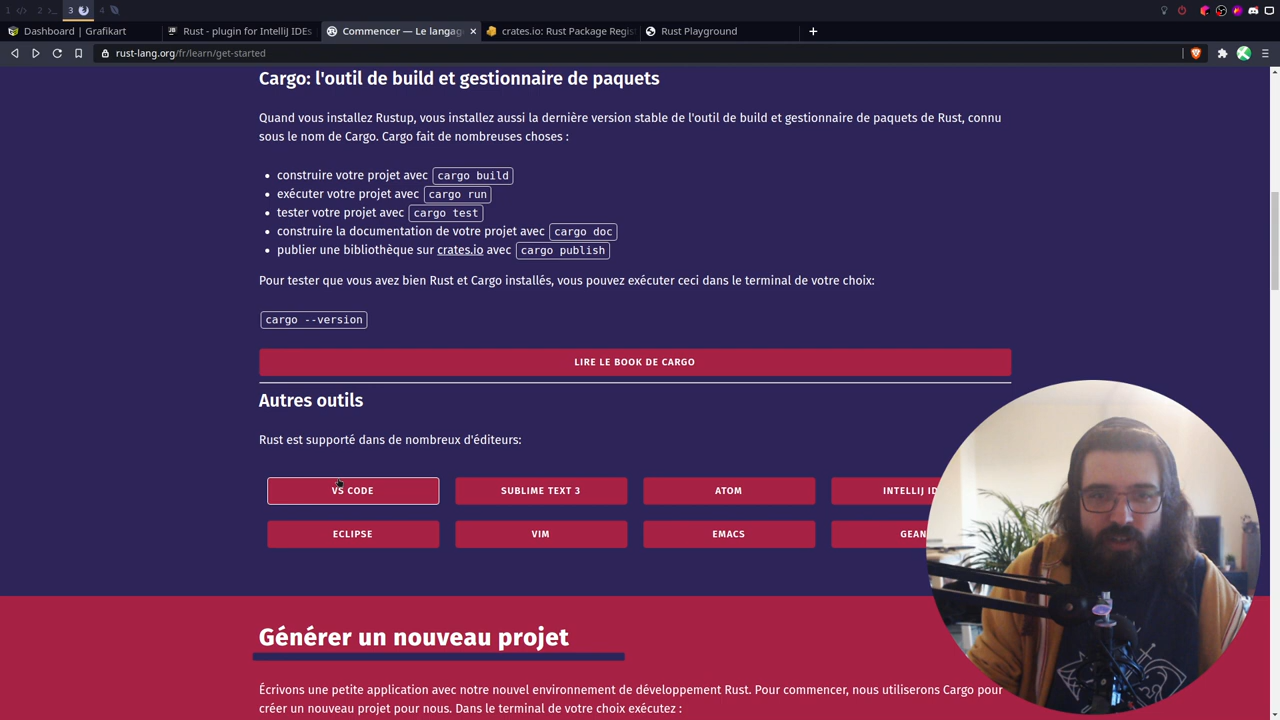 1
2
3
4
Dashboard | Grafikart
Rust - plugin for IntelliJ IDEs
Commencer — Le langag
crates.io: Rust Package Regis
Rust Playground
rust-lang.org/fr/learn/get-started
Cargo: l'outil de build et gestionnaire de paquets
Quand vous installez Rustup, vous installez aussi la dernière version stable de l'outil de build et gestionnaire de paquets de Rust, connu
sous le nom de Cargo. Cargo fait de nombreuses choses :
construire votre projet avec cargo build
exécuter votre projet avec cargo run
tester votre projet avec cargo test
construire la documentation de votre projet avec cargo doc
publier une bibliothèque sur crates.io avec cargo publish
Pour tester que vous avez bien Rust et Cargo installés, vous pouvez exécuter ceci dans le terminal de votre choix:
cargo --version
LIRE LE BOOK DE CARGO
Autres outils
Rust est supporté dans de nombreux d'éditeurs:
VS CODE
SUBLIME TEXT 3
ATOM
INTELLIJ ID
ECLIPSE
VIM
EMACS
GEAN
Générer un nouveau projet
Écrivons une petite application avec notre nouvel environnement de développement Rust. Pour commencer, nous utiliserons Cargo pour
créer un nouveau projet pour nous. Dans le terminal de votre choix exécutez :